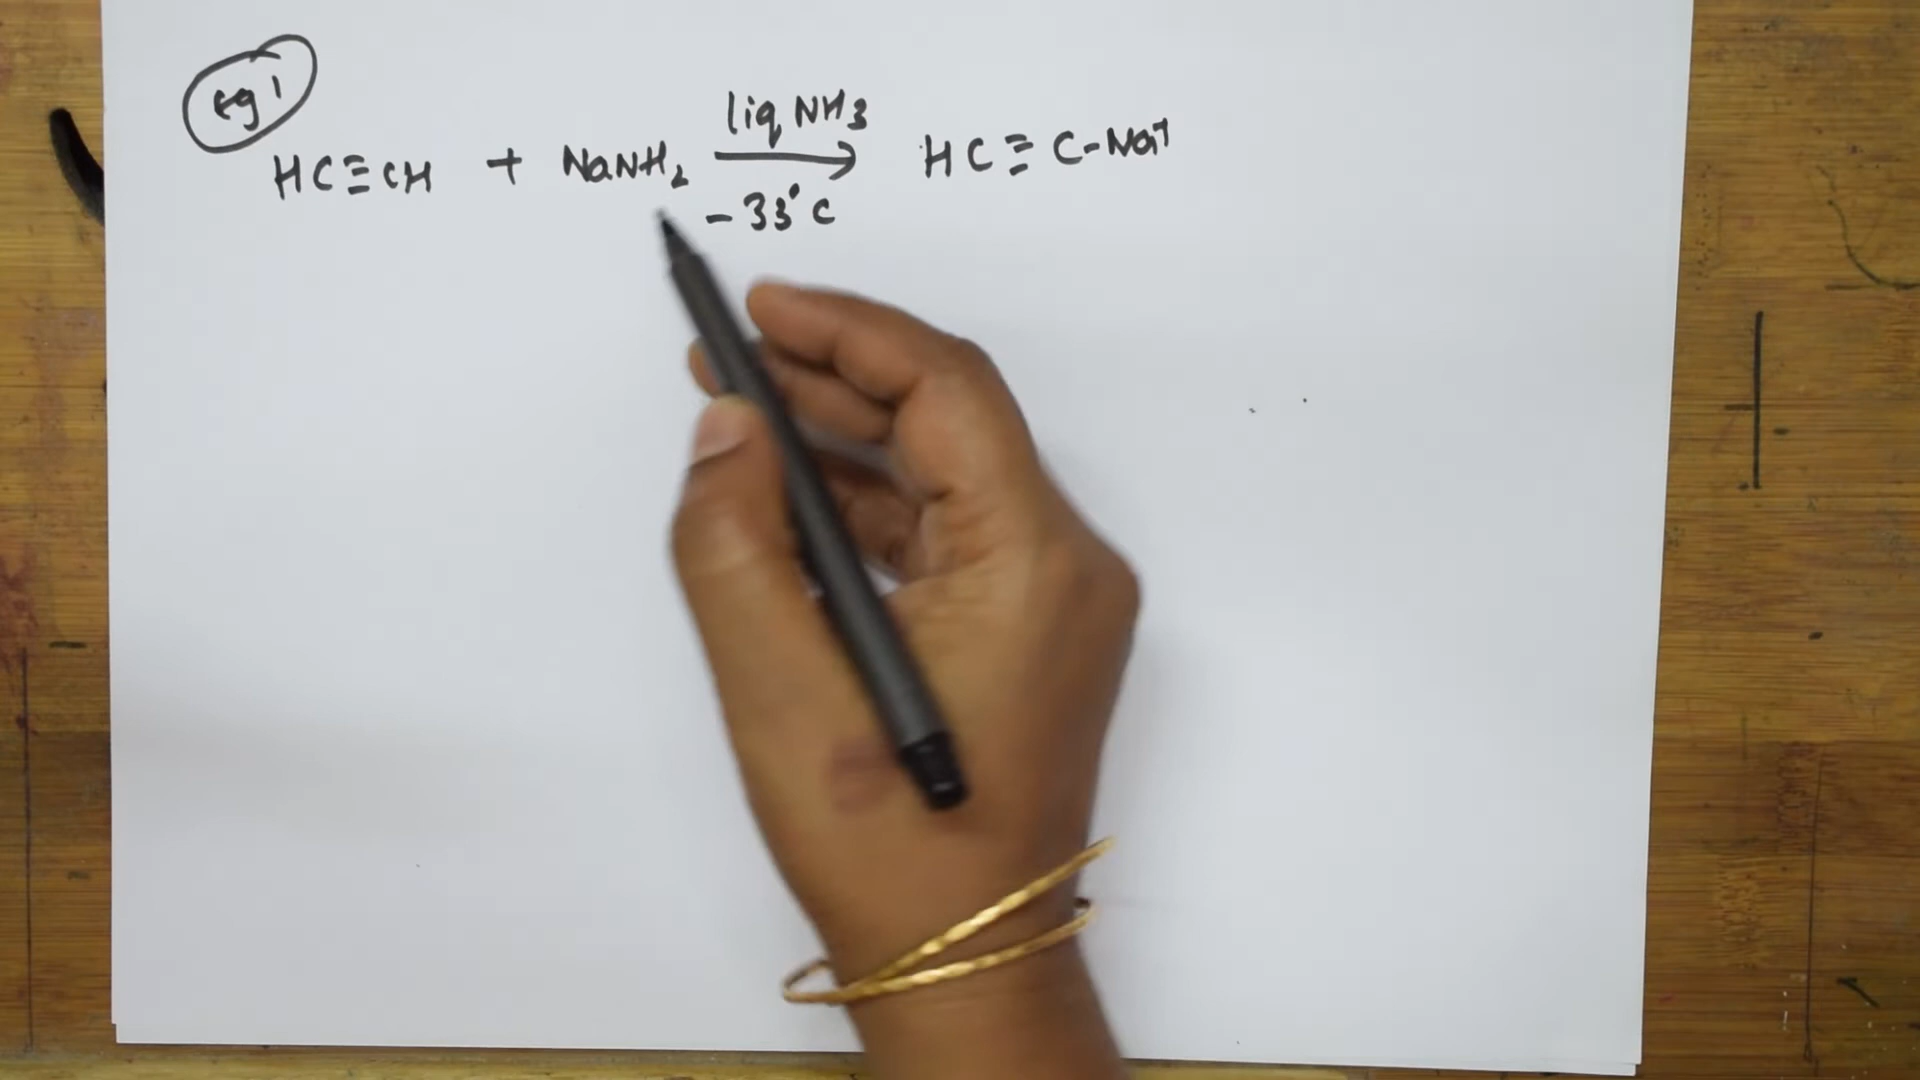 eg 1
liq NH3
HC≡CH + NaNH2 → HC≡C-Na+
-33°C